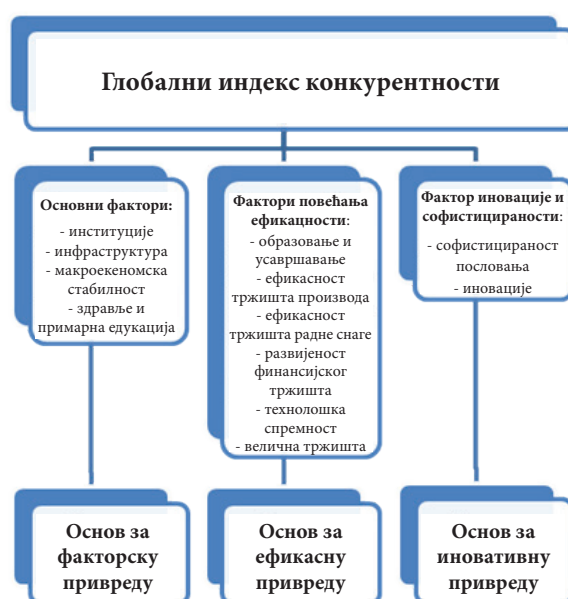 Глобални индекс конкурентности
Основни фактори:
- институције
- инфраструктура
- макроекеномска
стабилност
- здравље и
примарна едукација
Фактори повећања
ефикацности:
- образовање и
усавршавање
- ефикасност
тржишта производа
- ефикасност
тржишта радне снаге
- развијеност
финансијског
тржишта
- технолошка
спремност
- велична тржишта
Фактор иновације и
софистицираности:
- софистицираност
пословања
- иновације
Основ за
факторску
привреду
Основ за
ефикасну
привреду
Основ за
иновативну
привреду